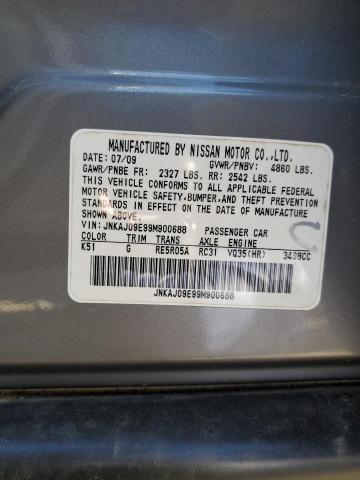 MANUFACTURED BY NISSAN MOTOR CO.,LTD.
DATE: 07/09 GVWR/PNBV: 4860 LBS.
GAWR/PNBE FR: 2327 LBS. RR: 2542 LBS.
THIS VEHICLE CONFORMS TO ALL APPLICABLE FEDERAL
MOTOR VEHICLE SAFETY,BUMPER,AND THEFT PREVENTION
STANDARDS IN EFFECT ON THE DATE OF MANUFACTURE
SHOWN ABOVE.
VIN: JNKAJ09E99M900688 PASSENGER CAR
COLOR TRIM TRANS AXLE ENGINE
K51 G RE5R05A RC31 VQ35(HR) 3498CC
JNKAJ09E99M900688